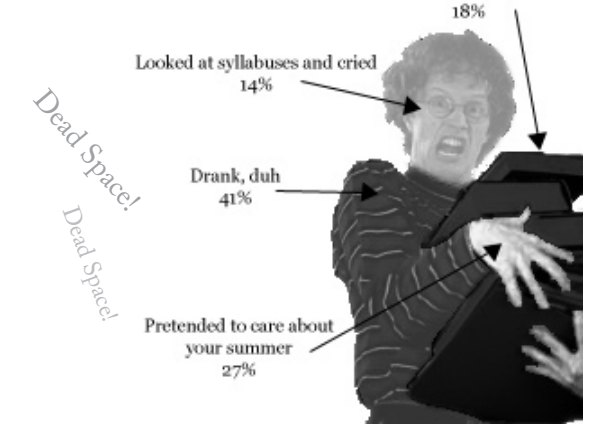 18%
Looked at syllabuses and cried
14%
Dead Space!
Drank, duh
41%
Dead Space!
Pretended to care about
your summer
27%